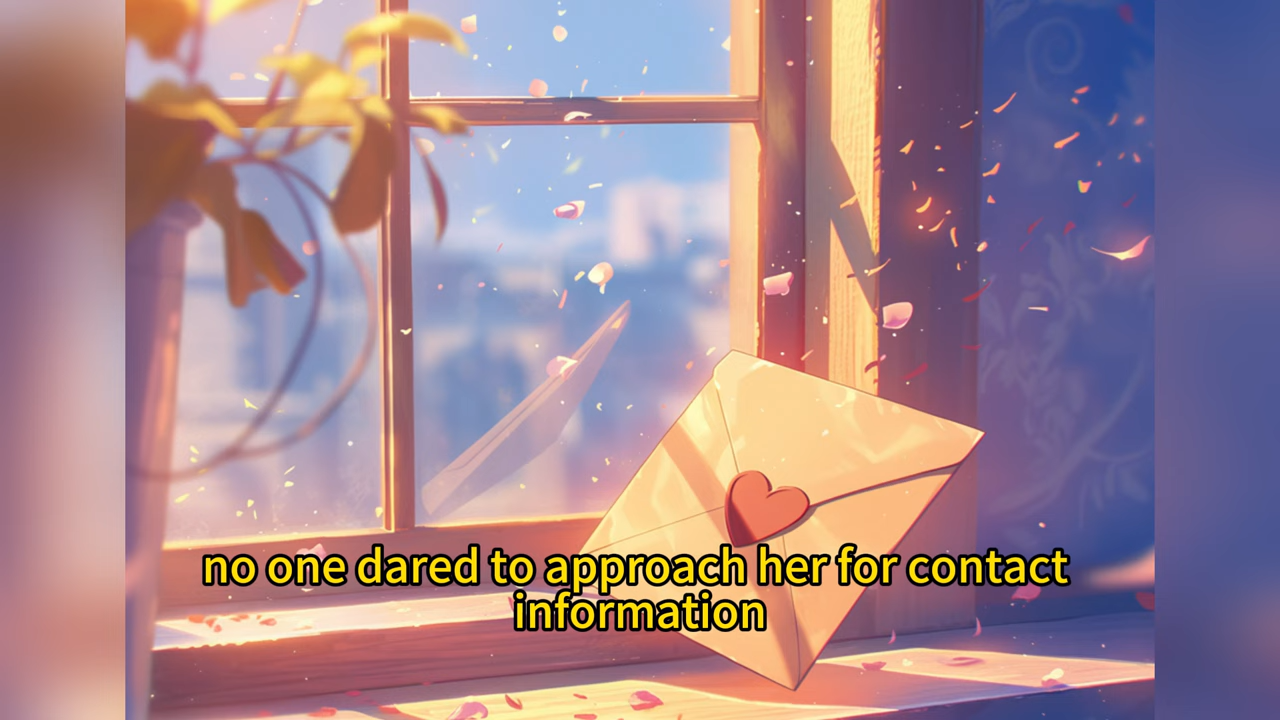 no one dared to approach her for contact
information